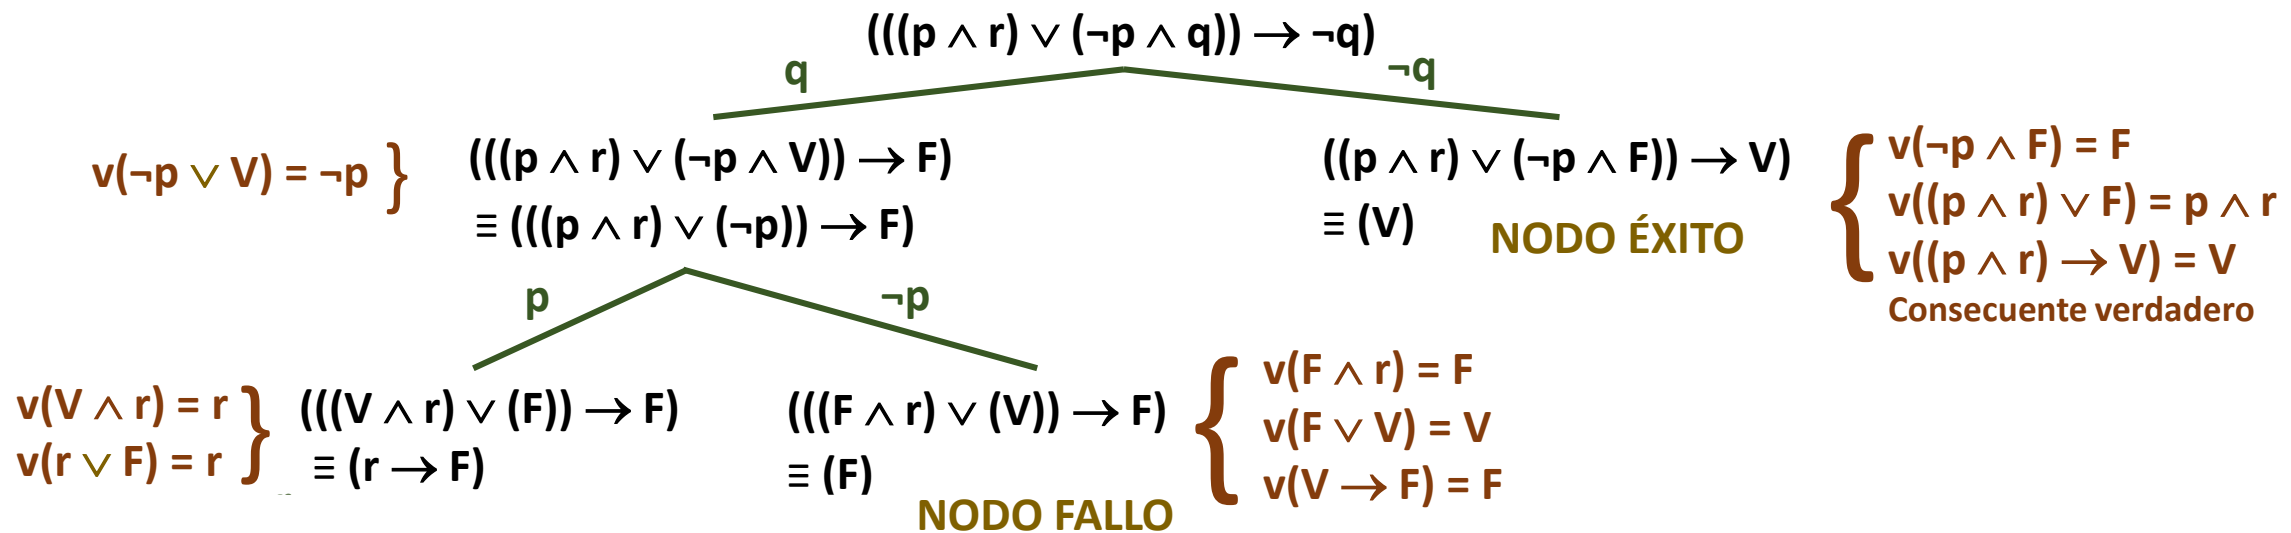 (((p ∧ r) ∨ (¬p ∧ q)) → ¬q)
q
¬q
v(¬p ∨ V) = ¬p }
(((p ∧ r) ∨ (¬p ∧ V)) → F)
≡ (((p ∧ r) ∨ (¬p)) → F)
((p ∧ r) ∨ (¬p ∧ F)) → V)
≡ (V)
NODO ÉXITO
{ v(¬p ∧ F) = F
v((p ∧ r) ∨ F) = p ∧ r
v((p ∧ r) → V) = V
Consecuente verdadero
p
¬p
v(V ∧ r) = r
v(r ∨ F) = r }
(((V ∧ r) ∨ (F)) → F)
≡ (r → F)
(((F ∧ r) ∨ (V)) → F)
≡ (F)
NODO FALLO
{ v(F ∧ r) = F
v(F ∨ V) = V
v(V → F) = F